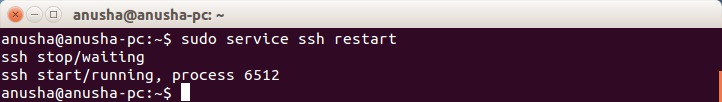 anusha@anusha-pc: ~
anusha@anusha-pc:~$ sudo service ssh restart
ssh stop/waiting
ssh start/running, process 6512
anusha@anusha-pc:~$